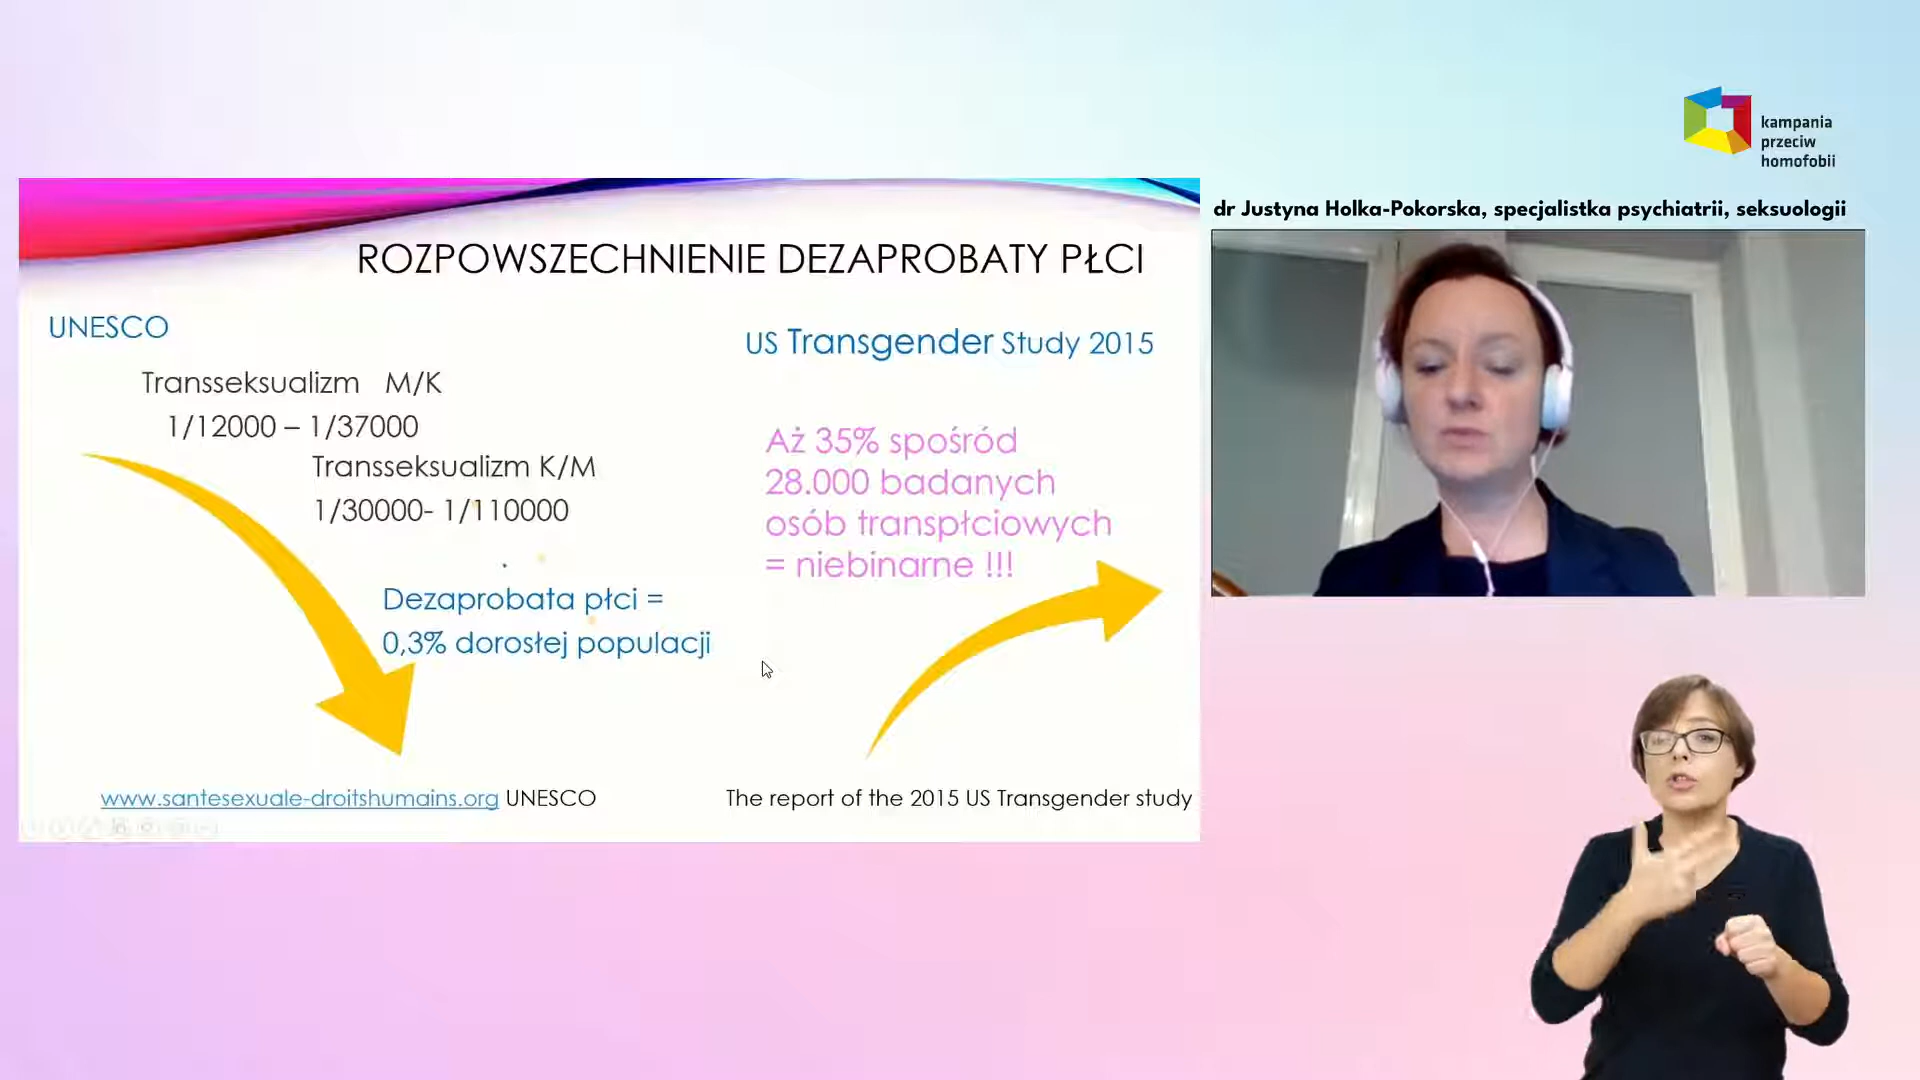 kampania
przeciw
homofobii
dr Justyna Holka-Pokorska, specjalistka psychiatrii, seksuologii
ROZPOWSZECHNIENIE DEZAPROBATY PŁCI
UNESCO
Transseksualizm M/K
1/12000 – 1/37000
Transseksualizm K/M
1/30000- 1/110000
Dezaprobata płci =
0,3% dorosłej populacji
www.santesexuale-droitshumains.org UNESCO
US Transgender Study 2015
Aż 35% spośród
28.000 badanych
osób transpłciowych
= niebinarne !!!
The report of the 2015 US Transgender study